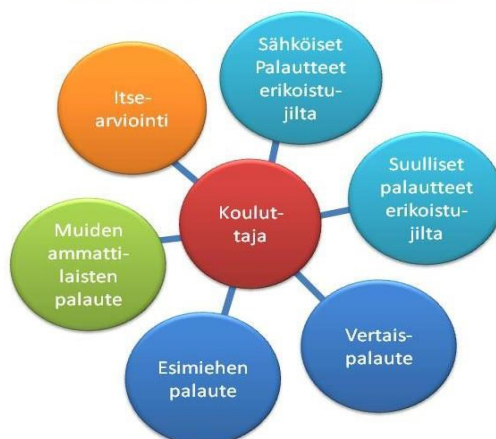 Sähköiset
Palautteet
erikoistu-
jilta
Itse-
arviointi
Suulliset
palautteet
erikoistu-
jilta
Koulut-
taja
Muiden
ammatti-
laisten
palaute
Vertais-
palaute
Esimiehen
palaute